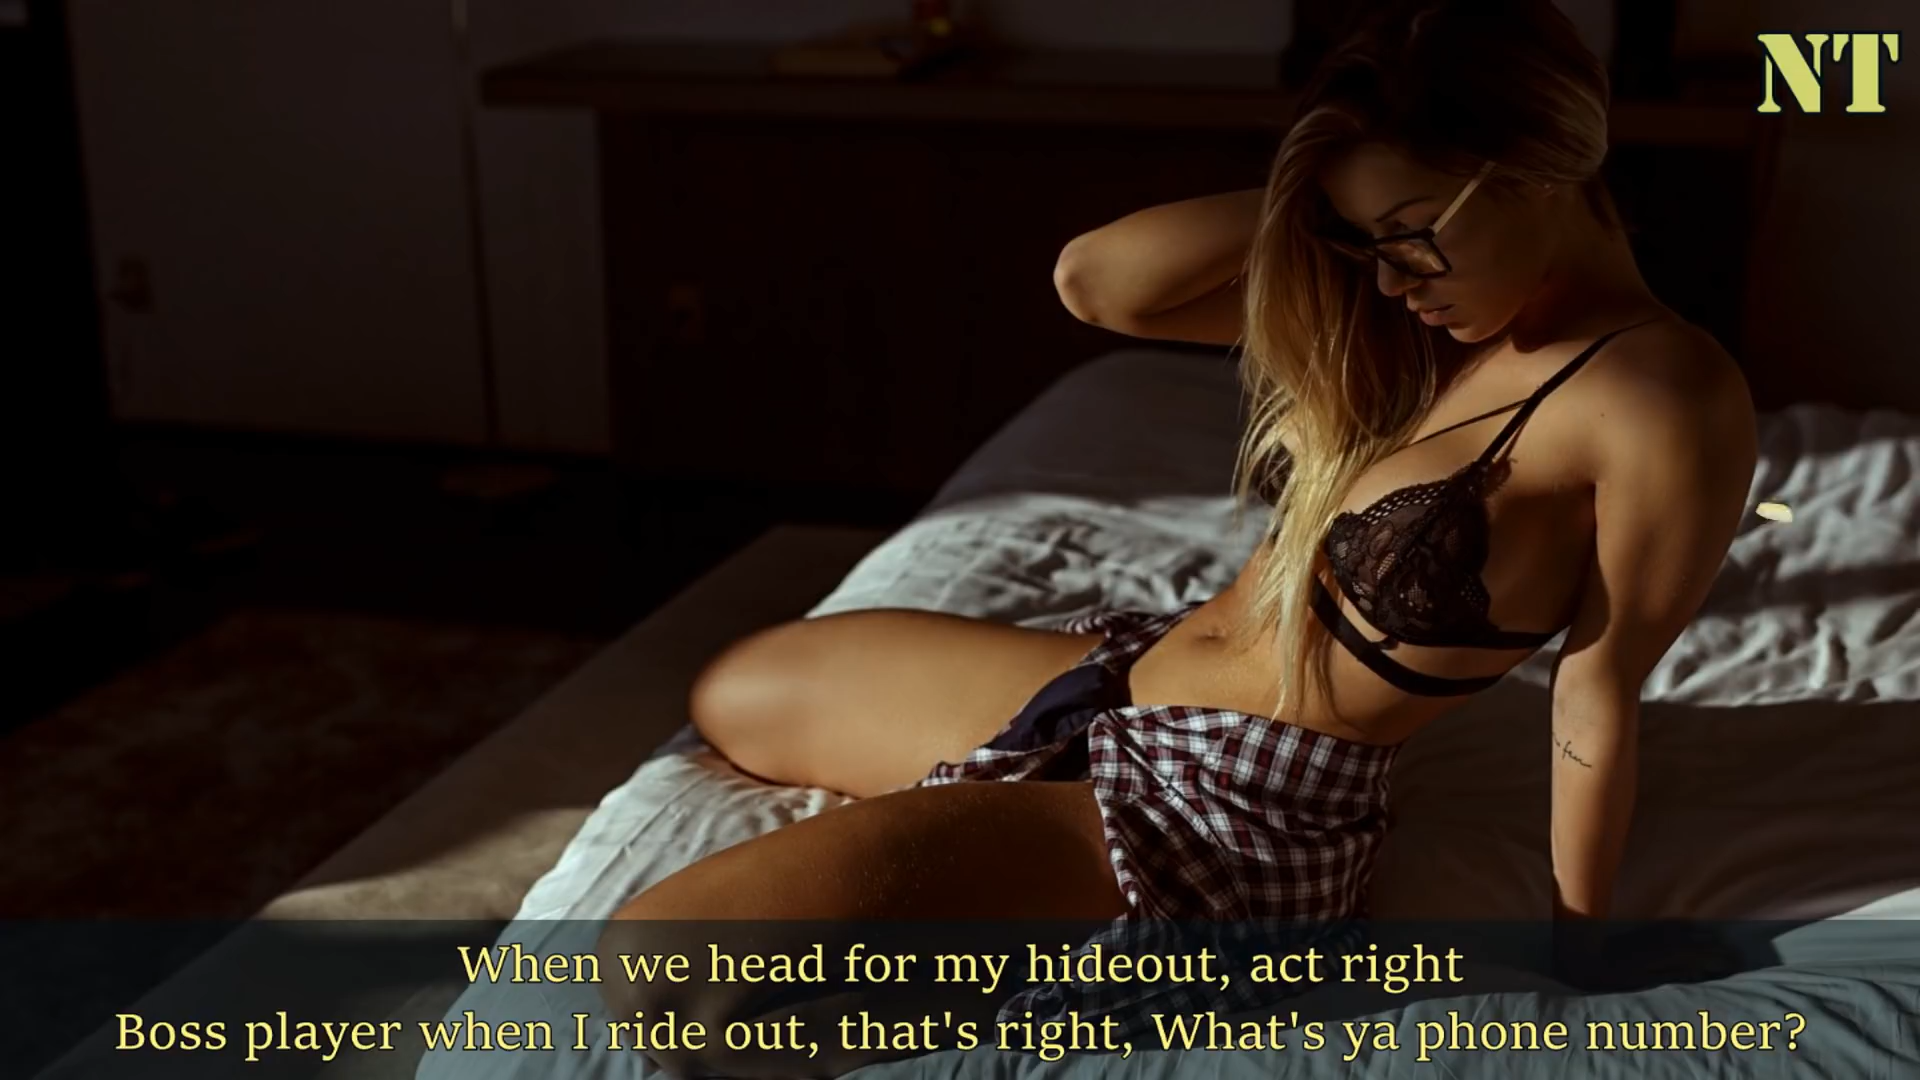 NT
When we head for my hideout, act right
Boss player when I ride out, that's right, What's ya phone number?